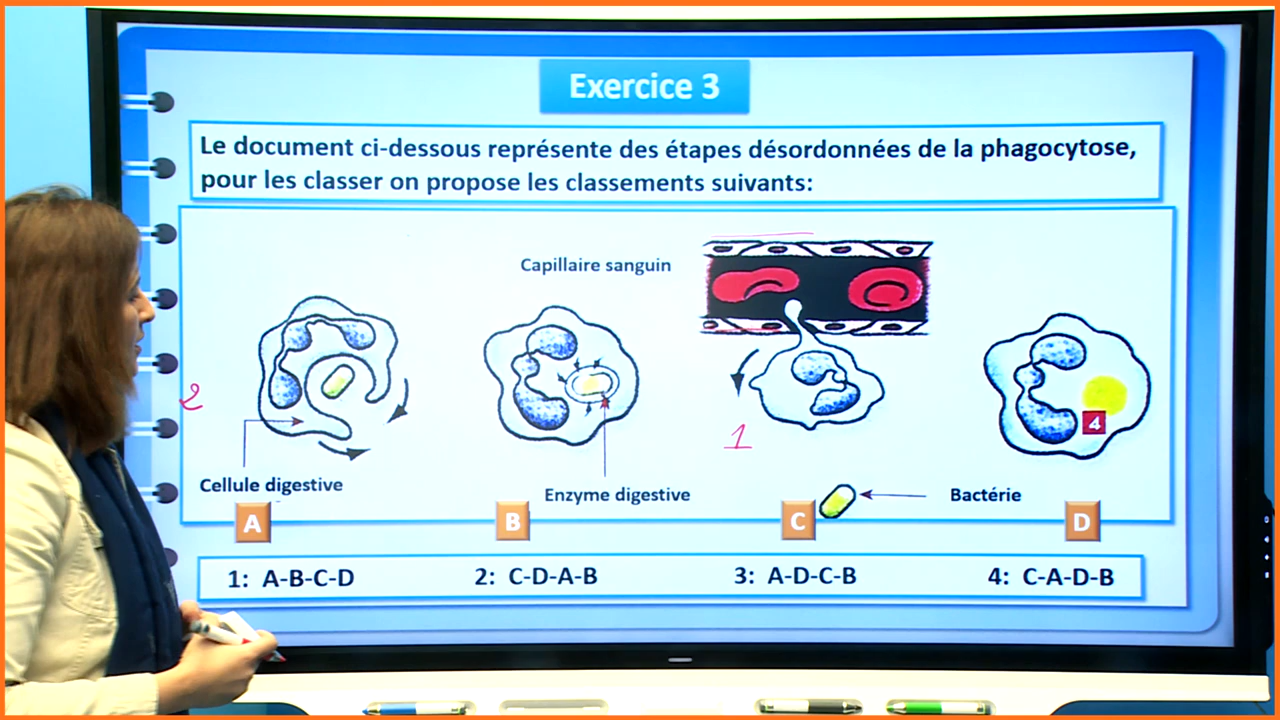 Exercice 3
Le document ci-dessous représente des étapes désordonnées de la phagocytose,
pour les classer on propose les classements suivants:
Capillaire sanguin
2
1
4
Cellule digestive
Enzyme digestive
Bactérie
A
B
C
D
1: A-B-C-D
2: C-D-A-B
3: A-D-C-B
4: C-A-D-B